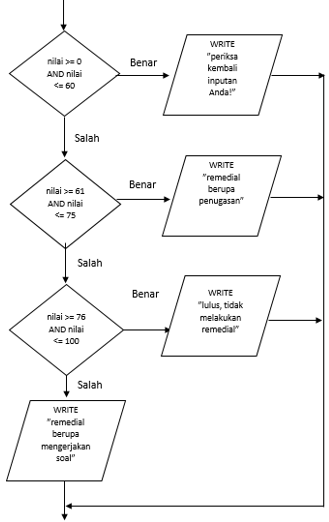 nilai >= 0
AND nilai
<= 60
Benar
WRITE
"periksa
kembali
inputan
Anda!"
Salah
nilai >= 61
AND nilai
<= 75
Benar
WRITE
"remedial
berupa
penugasan"
Salah
nilai >= 76
AND nilai
<= 100
Benar
WRITE
"lulus, tidak
melakukan
remedial"
Salah
WRITE
"remedial
berupa
mengerjakan
soal"